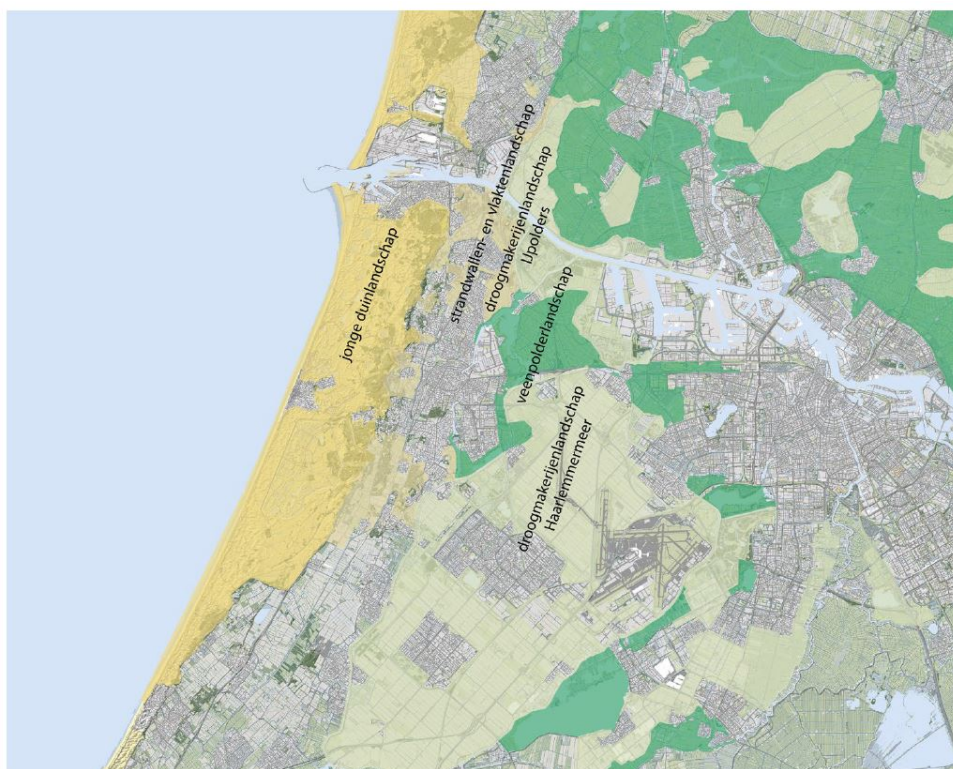 jonge duinlandschap
strandwallen- en vlaktenlandschap
droogmakerijenlandschap
IJpolders
veenpolderlandschap
droogmakerijenlandschap
Haarlemmermeer